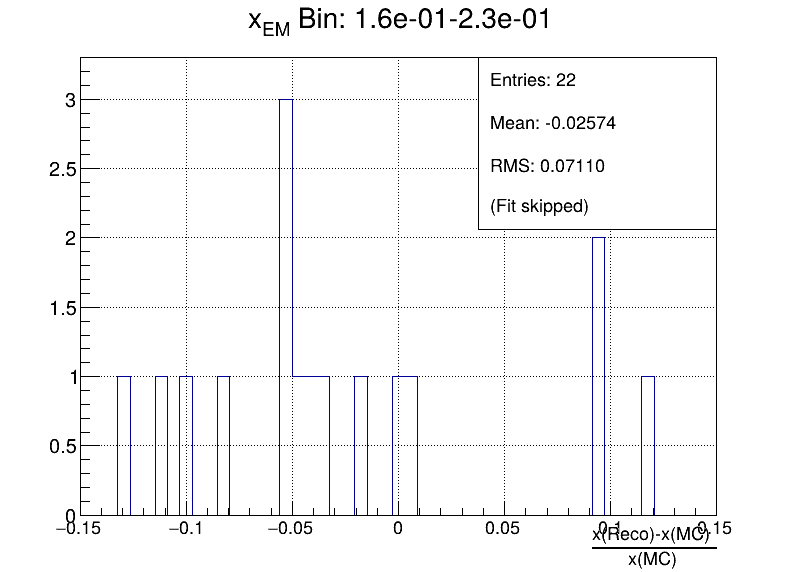 x_EM Bin: 1.6e-01-2.3e-01
Entries: 22
Mean: -0.02574
RMS: 0.07110
(Fit skipped)
3
2.5
2
1.5
1
0.5
0
−0.15 −0.1 −0.05 0 0.05 0.1 0.15
x(Reco)-x(MC)
x(MC)